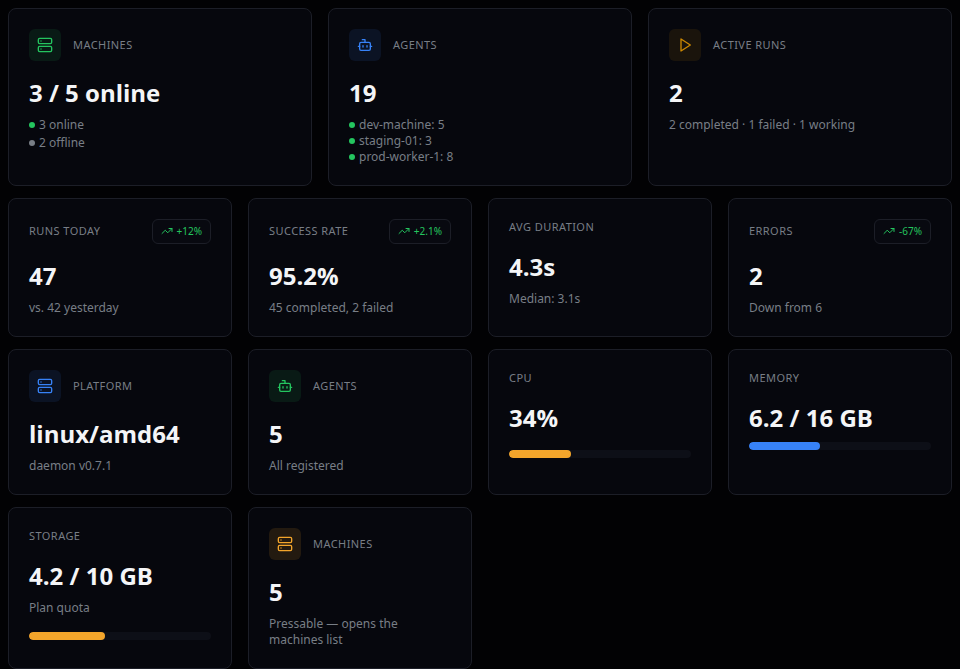 MACHINES
3 / 5 online
3 online
2 offline
AGENTS
19
dev-machine: 5
staging-01: 3
prod-worker-1: 8
ACTIVE RUNS
2
2 completed · 1 failed · 1 working
RUNS TODAY
+12%
47
vs. 42 yesterday
SUCCESS RATE
+2.1%
95.2%
45 completed, 2 failed
AVG DURATION
4.3s
Median: 3.1s
ERRORS
-67%
2
Down from 6
PLATFORM
linux/amd64
daemon v0.7.1
AGENTS
5
All registered
CPU
34%
MEMORY
6.2 / 16 GB
STORAGE
4.2 / 10 GB
Plan quota
MACHINES
5
Pressable — opens the
machines list